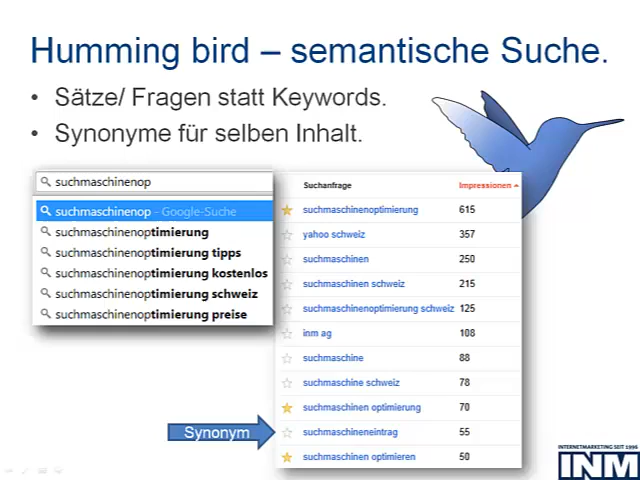 Humming bird – semantische Suche.
• Sätze/ Fragen statt Keywords.
• Synonyme für selben Inhalt.
suchmaschinenop
suchmaschinenop - Google-Suche
suchmaschinenoptimierung
suchmaschinenoptimierung tipps
suchmaschinenoptimierung kostenlos
suchmaschinenoptimierung schweiz
suchmaschinenoptimierung preise
Suchanfrage Impressionen
suchmaschinenoptimierung 615
yahoo schweiz 357
suchmaschinen 250
suchmaschinen schweiz 215
suchmaschinenoptimierung schweiz 125
inm ag 108
suchmaschine 88
suchmaschine schweiz 78
suchmaschinen optimierung 70
Synonym
suchmaschineneintrag 55
suchmaschinen optimieren 50
INTERNETMARKETING SEIT 1996
INM